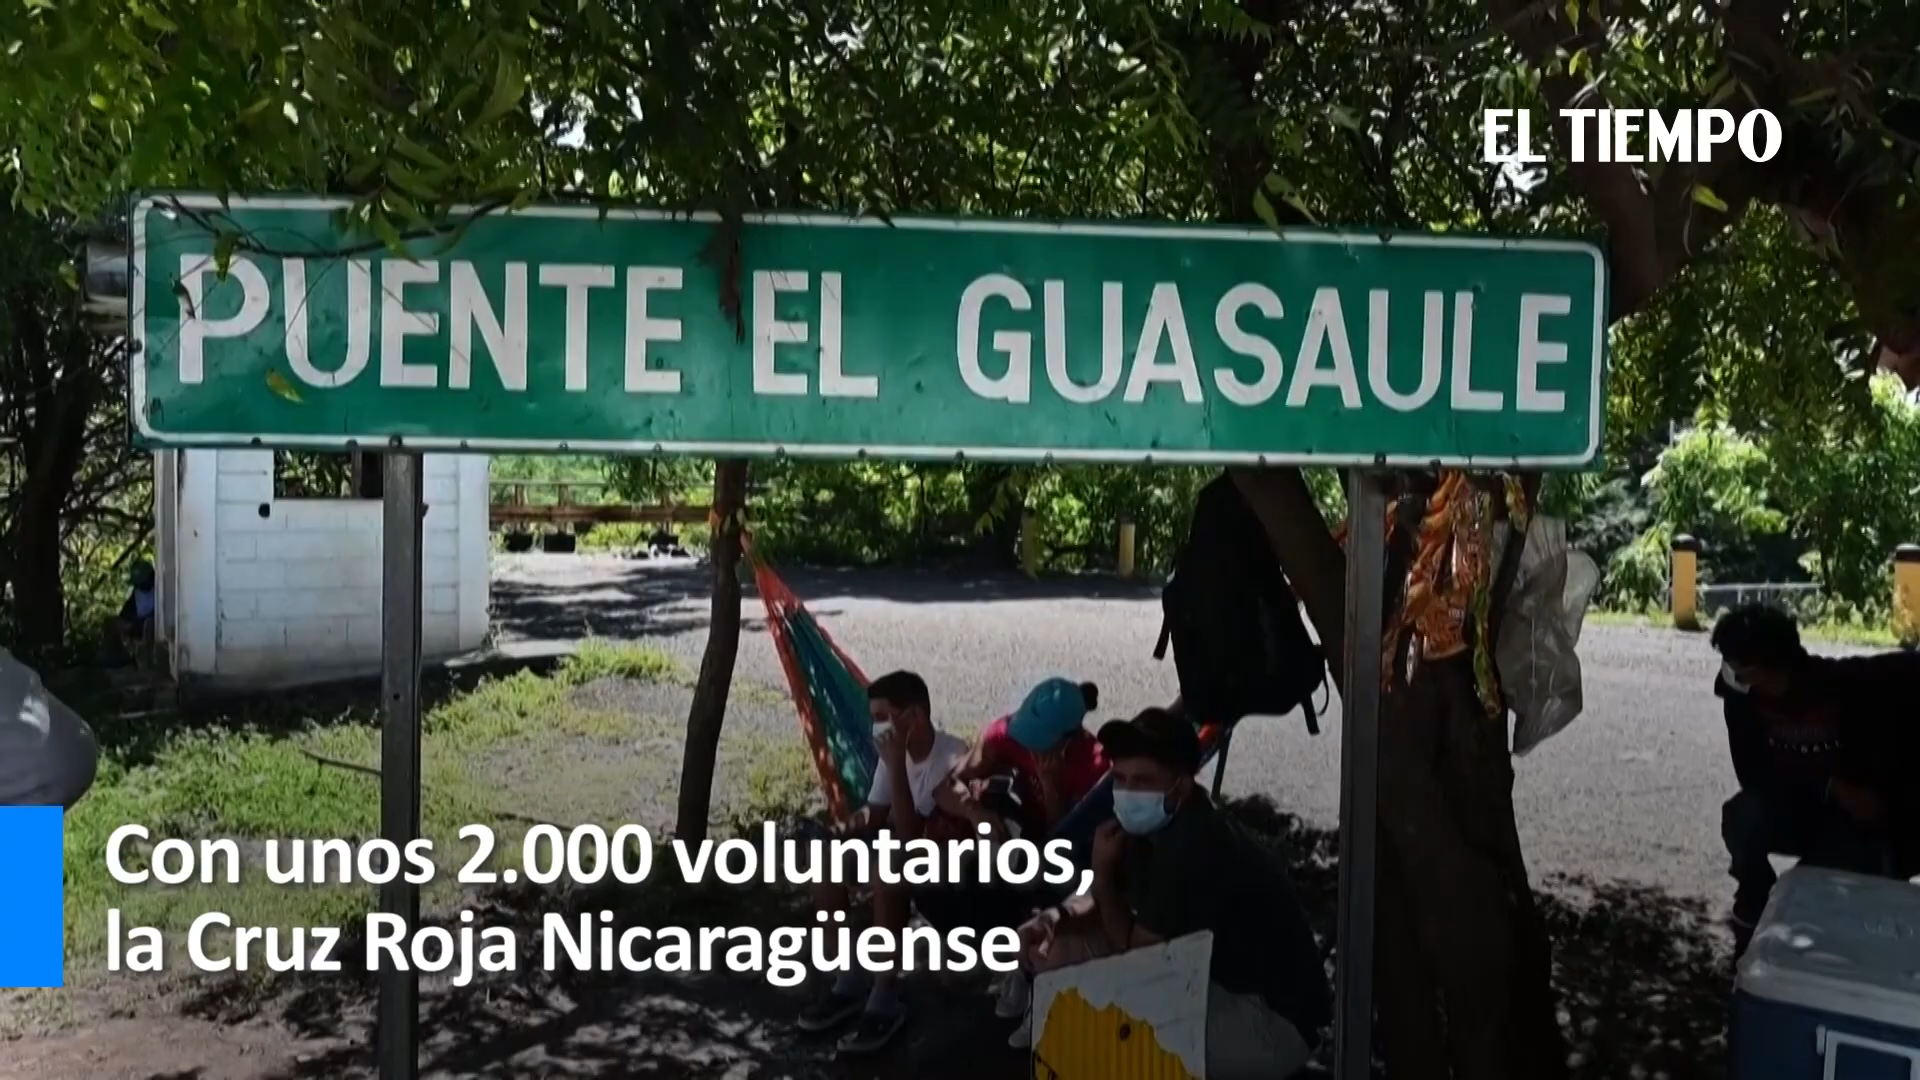 EL TIEMPO
PUENTE EL GUASAULE
Con unos 2.000 voluntarios,
la Cruz Roja Nicaragüense